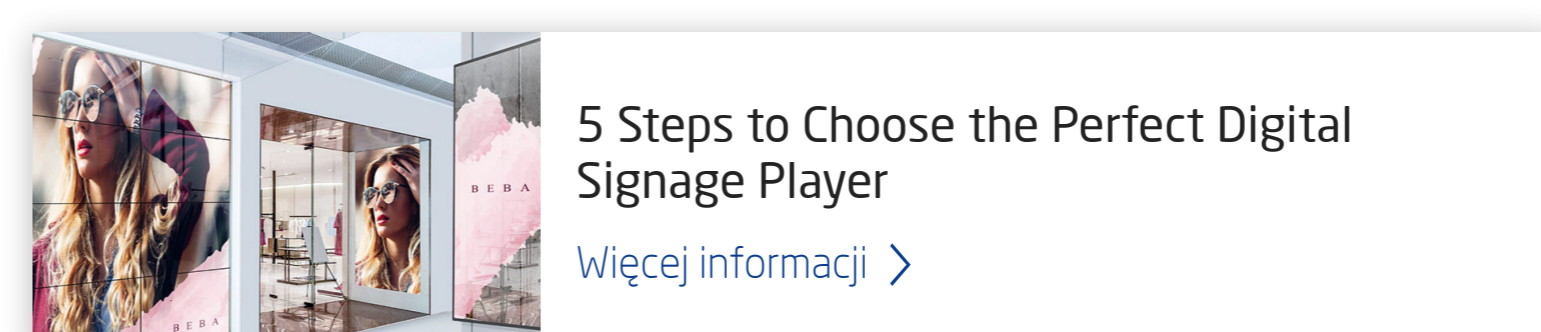 5 Steps to Choose the Perfect Digital
Signage Player
Więcej informacji
BEBA
BEBA